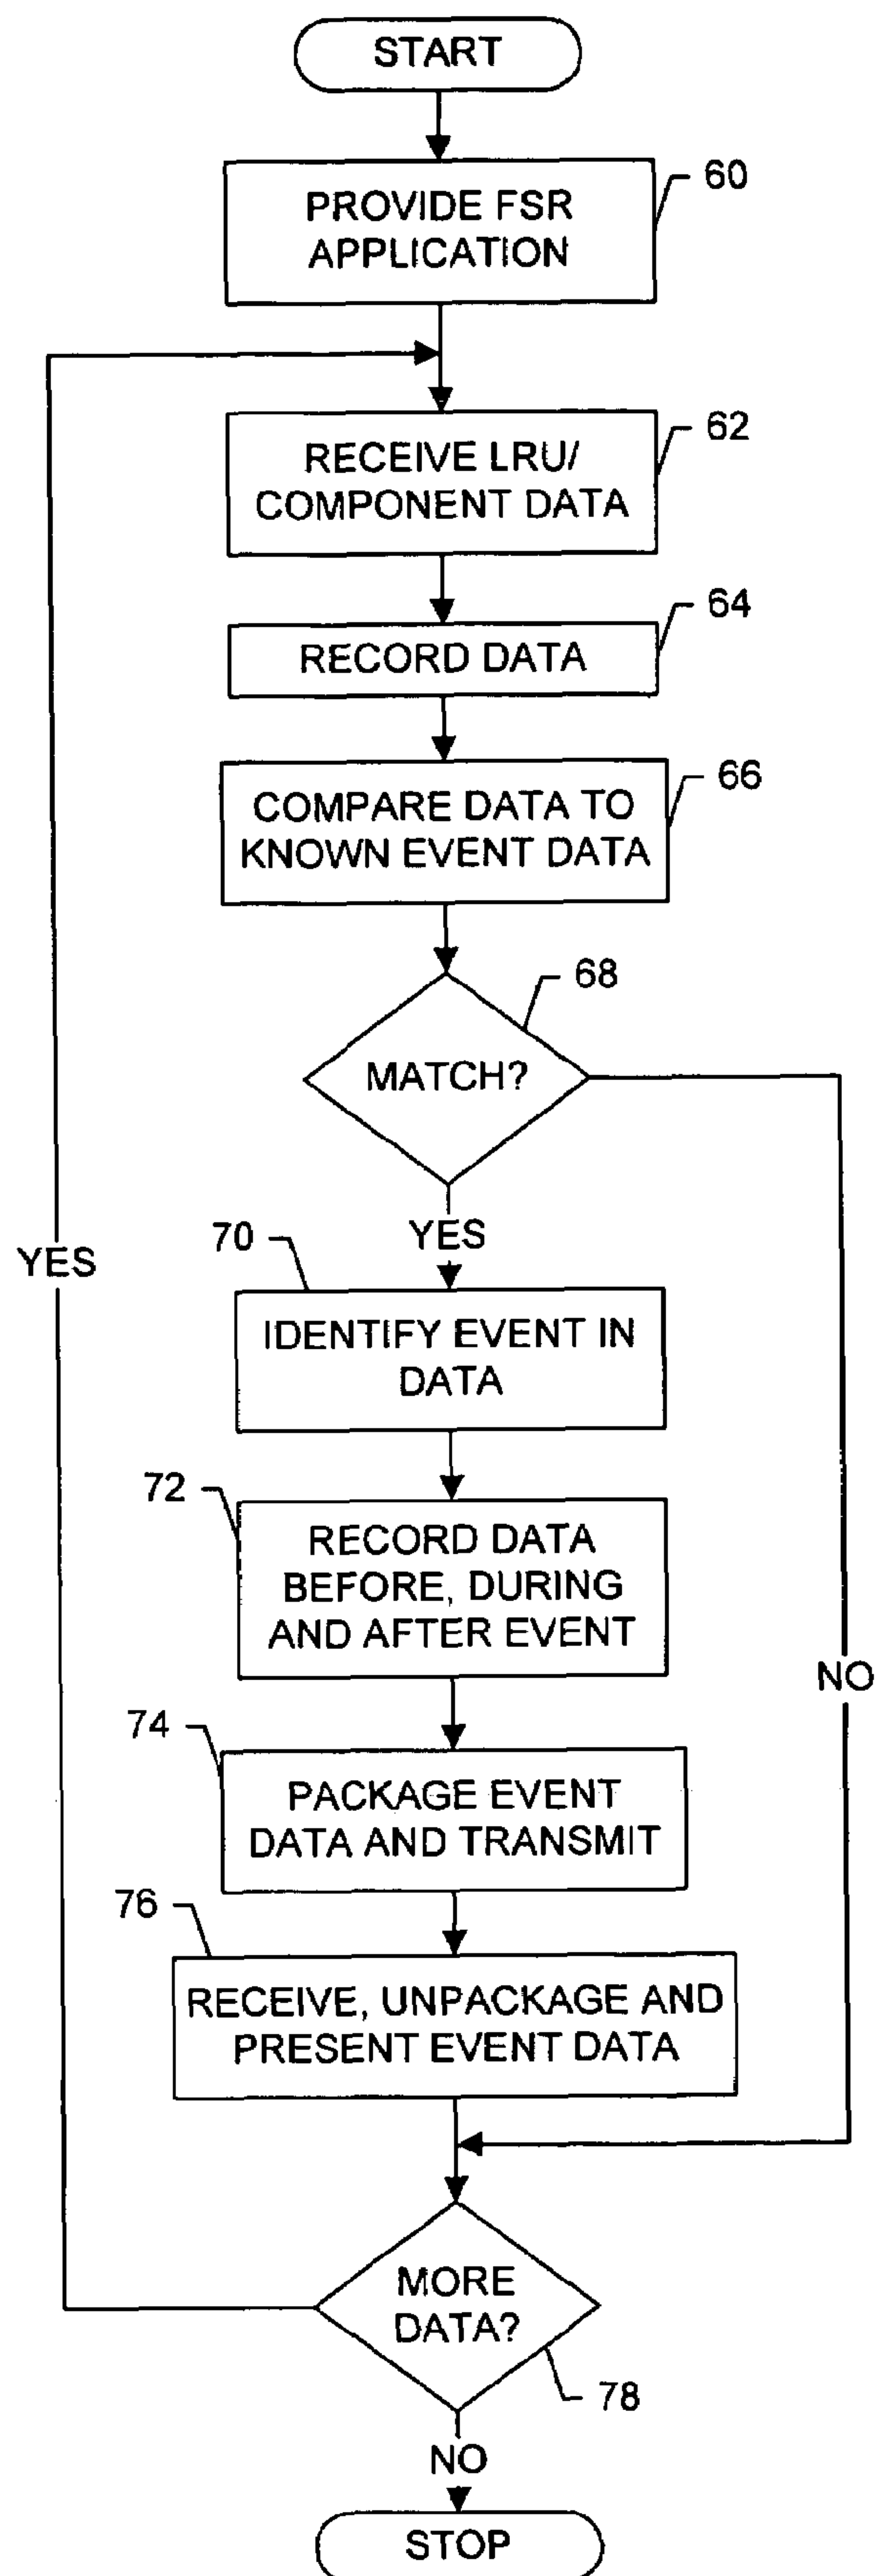 START
60
PROVIDE FSR
APPLICATION
62
RECEIVE LRU/
COMPONENT DATA
64
RECORD DATA
66
COMPARE DATA TO
KNOWN EVENT DATA
68
MATCH?
YES
70
YES
IDENTIFY EVENT IN
DATA
72
RECORD DATA
BEFORE, DURING
AND AFTER EVENT
NO
74
PACKAGE EVENT
DATA AND TRANSMIT
76
RECEIVE, UNPACKAGE AND
PRESENT EVENT DATA
MORE
DATA?
78
NO
STOP